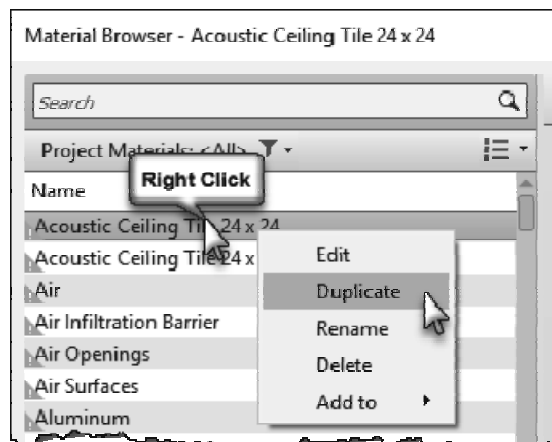 Material Browser - Acoustic Ceiling Tile 24 x 24
Search
Project Materials: <All>
Right Click
Name
Acoustic Ceiling Tile 24 x 24
Acoustic Ceiling Tile 24 x
Air
Air Infiltration Barrier
Air Openings
Air Surfaces
Aluminum
Edit
Duplicate
Rename
Delete
Add to